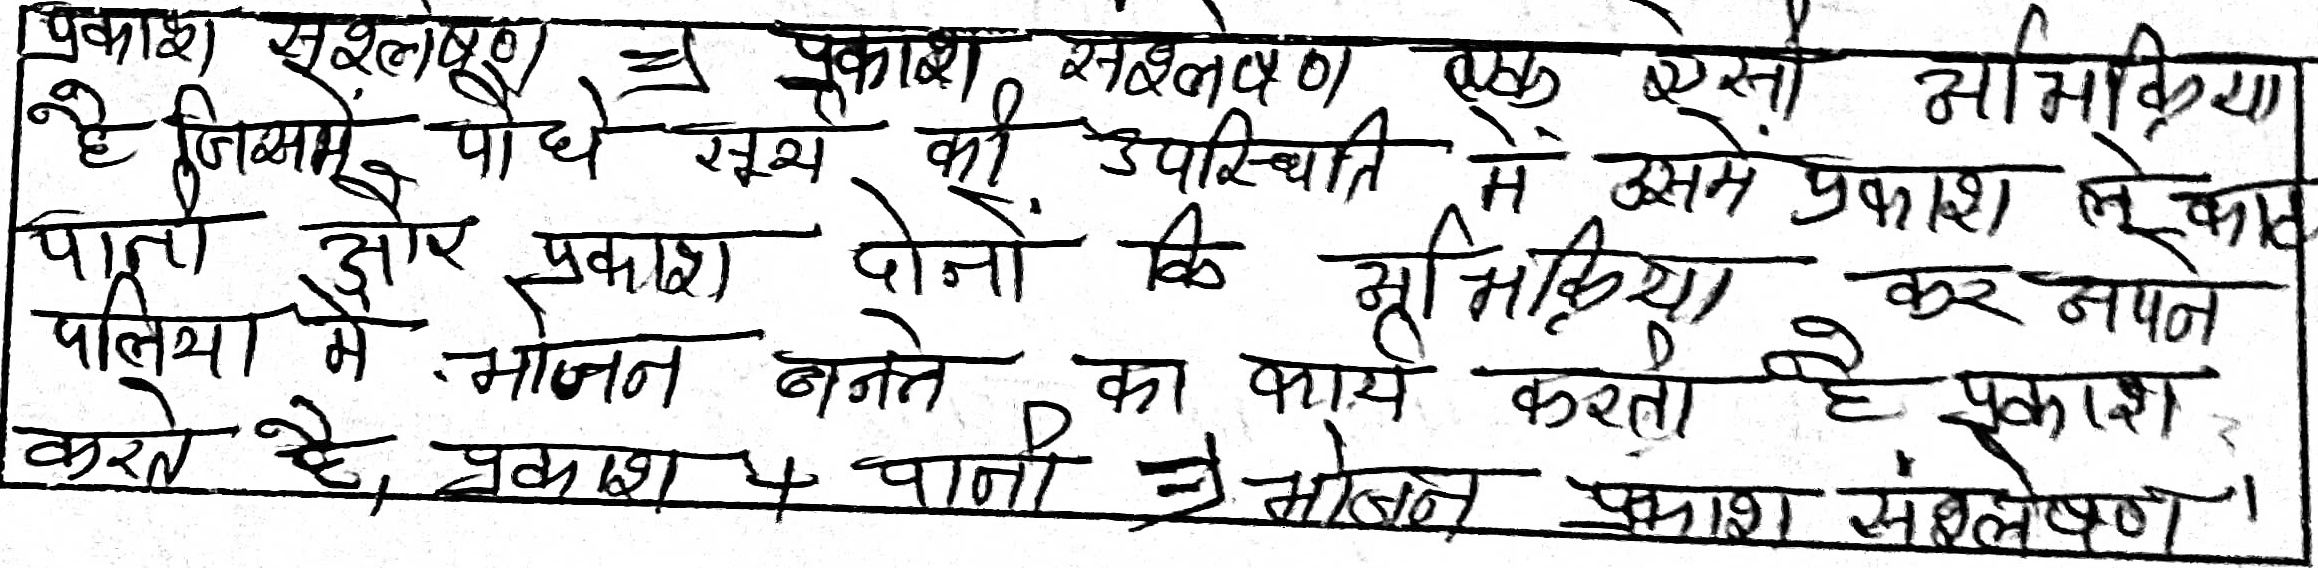 प्रकाश संश्लेषण ⇒ प्रकाश संश्लेषण एक ऐसी अभिक्रिया
है जिसमें पौधे सूर्य की उपस्थिति में उसमें प्रकाश लेकर
पानी और प्रकाश दोनों कि अभिक्रिया कर अपने
पतियो में भोजन बनाने का कार्य करती है प्रकाश
करते है, प्रकाश + पानी ⇒ भोजन प्रकाश संश्लेषण।